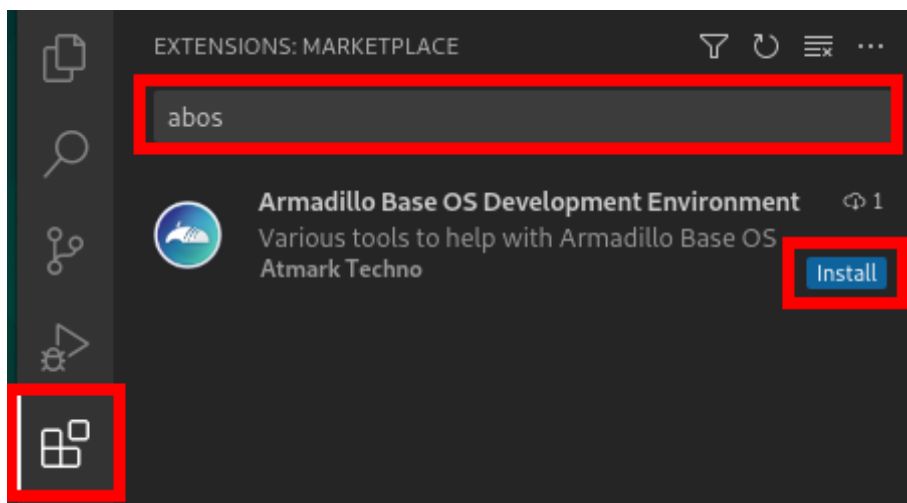 EXTENSIONS: MARKETPLACE
abos
Armadillo Base OS Development Environment 1
Various tools to help with Armadillo Base OS
Atmark Techno
Install